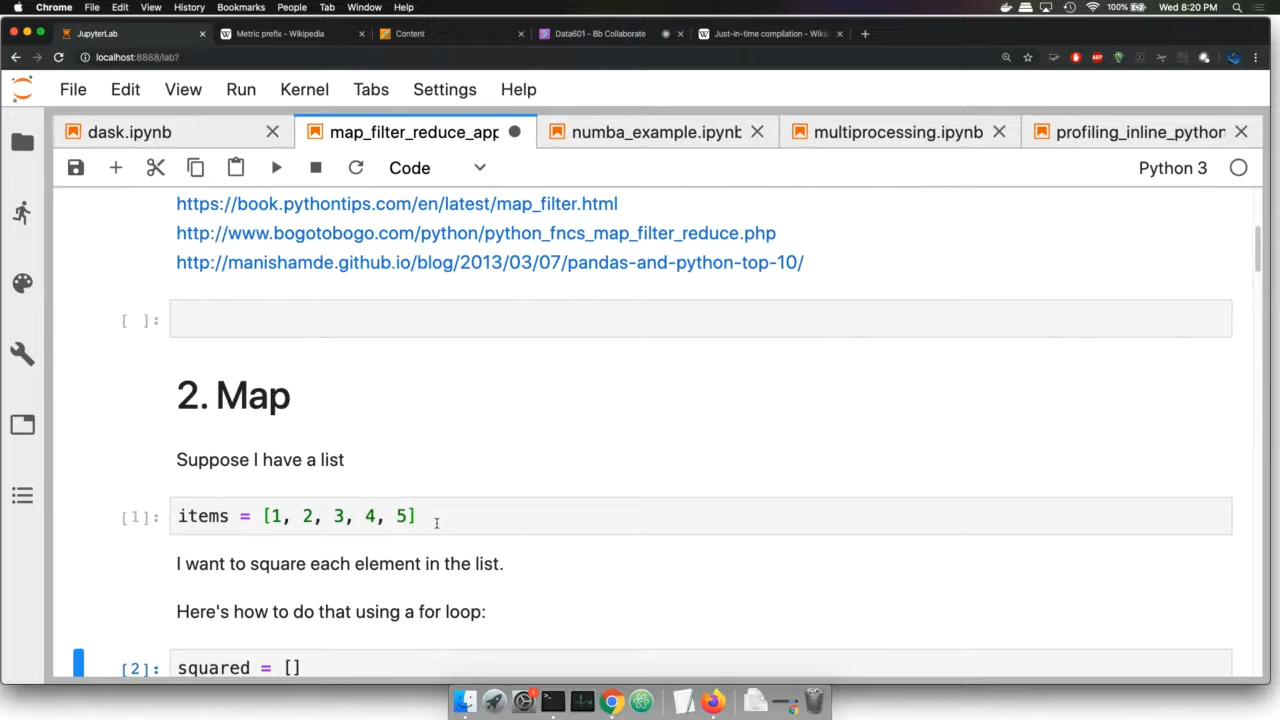 Chrome File Edit View History Bookmarks People Tab Window Help 100% Wed 8:20 PM
JupyterLab Metric prefix - Wikipedia Content Data601 - Bb Collaborate Just-in-time compilation - Wiki
localhost:8888/lab?
File Edit View Run Kernel Tabs Settings Help
dask.ipynb map_filter_reduce_app numba_example.ipynb multiprocessing.ipynb profiling_inline_python
Code Python 3
https://book.pythontips.com/en/latest/map_filter.html
http://www.bogotobogo.com/python/python_fncs_map_filter_reduce.php
http://manishamde.github.io/blog/2013/03/07/pandas-and-python-top-10/
[ ]:
2. Map
Suppose I have a list
[1]: items = [1, 2, 3, 4, 5]
I want to square each element in the list.
Here's how to do that using a for loop:
[2]: squared = []